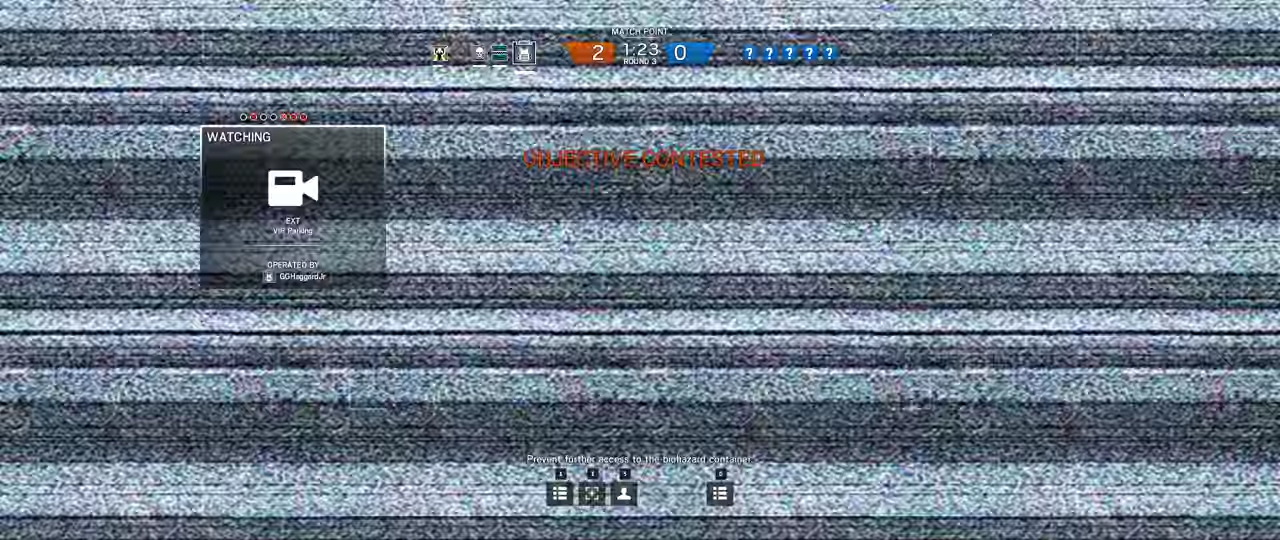 MATCH POINT
2 1:23 0
ROUND 3
? ? ? ? ?
WATCHING
OBJECTIVE CONTESTED
EXT
VIP Parking
OPERATED BY
GGHaggardJr
Prevent further access to the biohazard container.